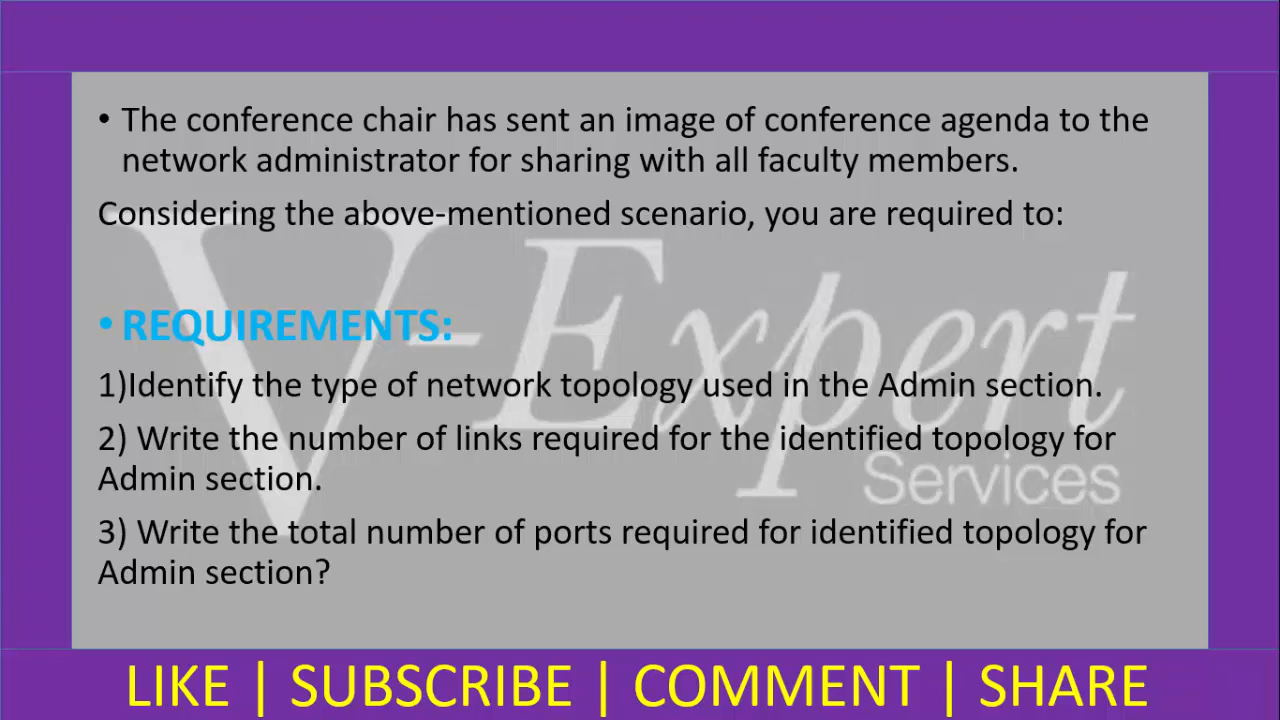 • The conference chair has sent an image of conference agenda to the
network administrator for sharing with all faculty members.
Considering the above-mentioned scenario, you are required to:
• REQUIREMENTS:
1)Identify the type of network topology used in the Admin section.
2) Write the number of links required for the identified topology for
Admin section.
3) Write the total number of ports required for identified topology for
Admin section?
V-Expert
Services
LIKE | SUBSCRIBE | COMMENT | SHARE